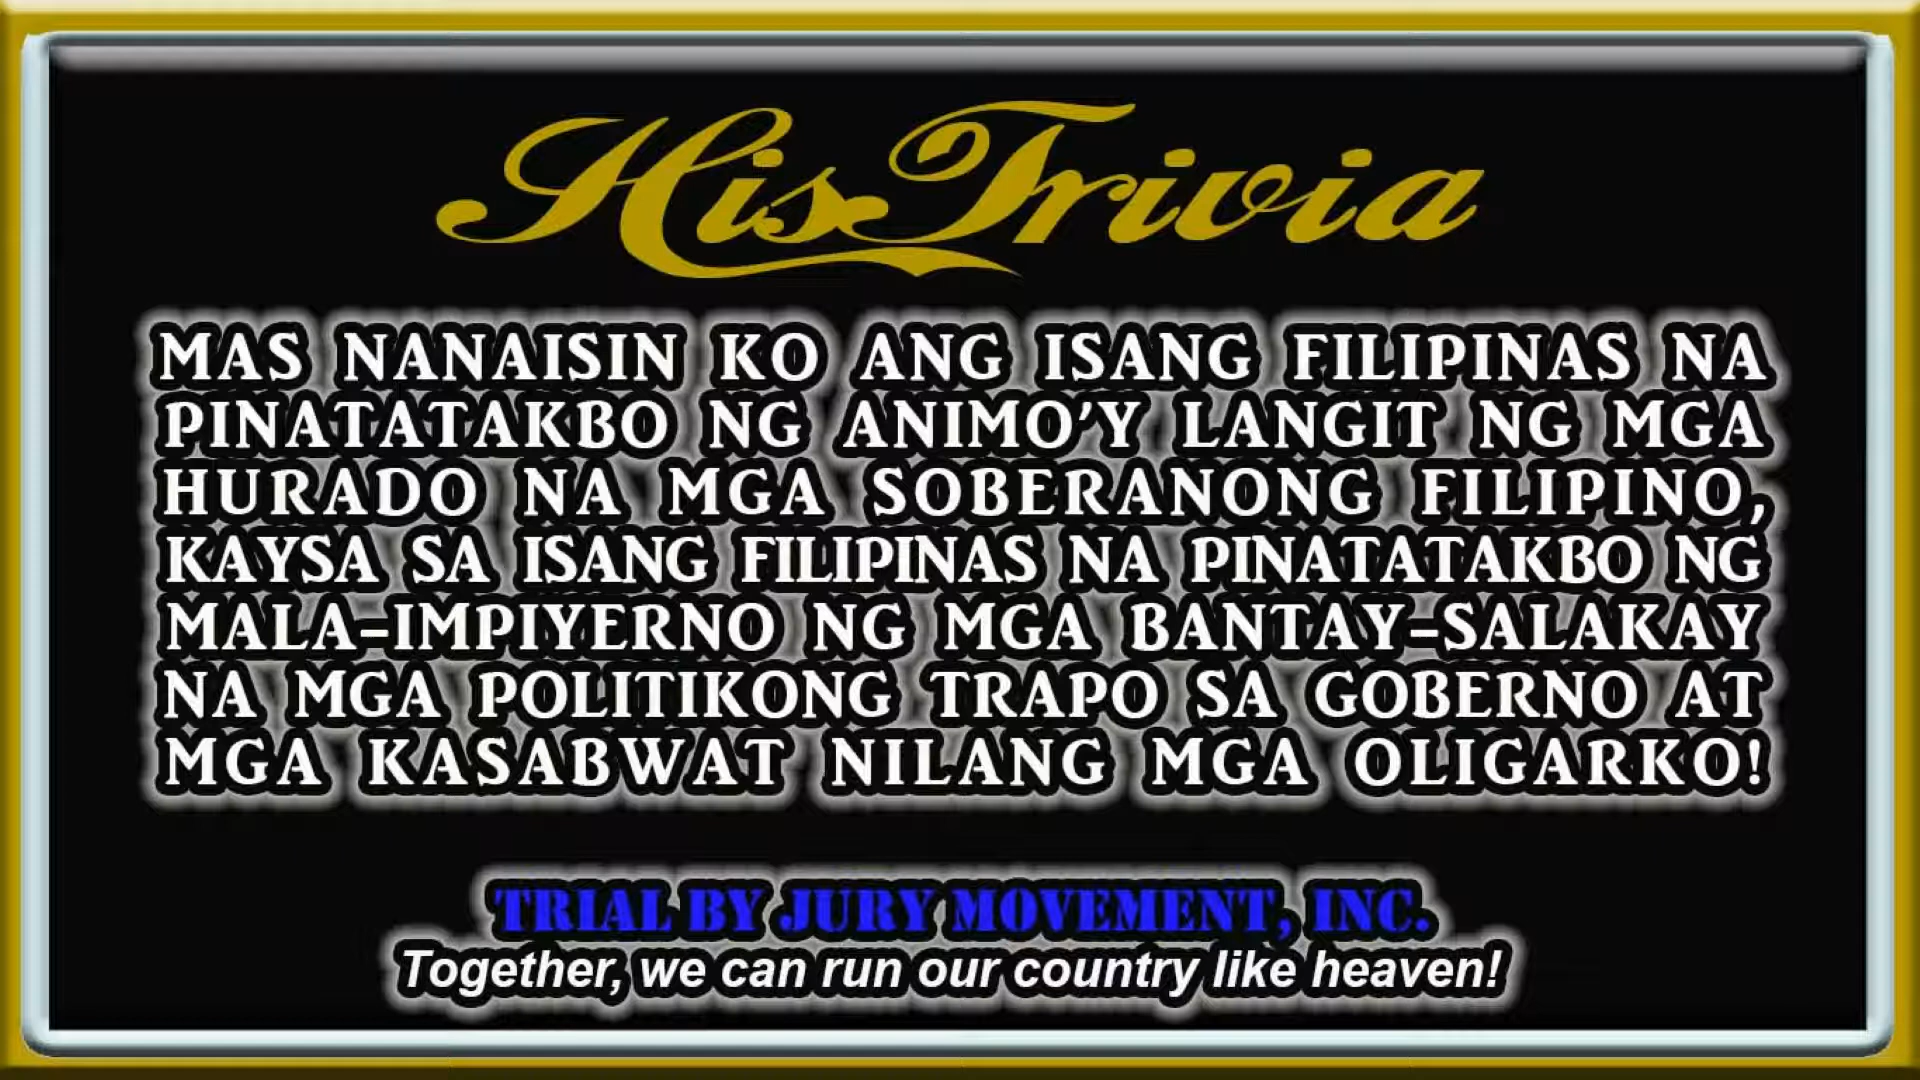 HisTrivia
MAS NANAISIN KO ANG ISANG FILIPINAS NA
PINATATAKBO NG ANIMO'Y LANGIT NG MGA
HURADO NA MGA SOBERANONG FILIPINO,
KAYSA SA ISANG FILIPINAS NA PINATATAKBO NG
MALA-IMPIYERNO NG MGA BANTAY-SALAKAY
NA MGA POLITIKONG TRAPO SA GOBERNO AT
MGA KASABWAT NILANG MGA OLIGARKO!
TRIAL BY JURY MOVEMENT, INC.
Together, we can run our country like heaven!